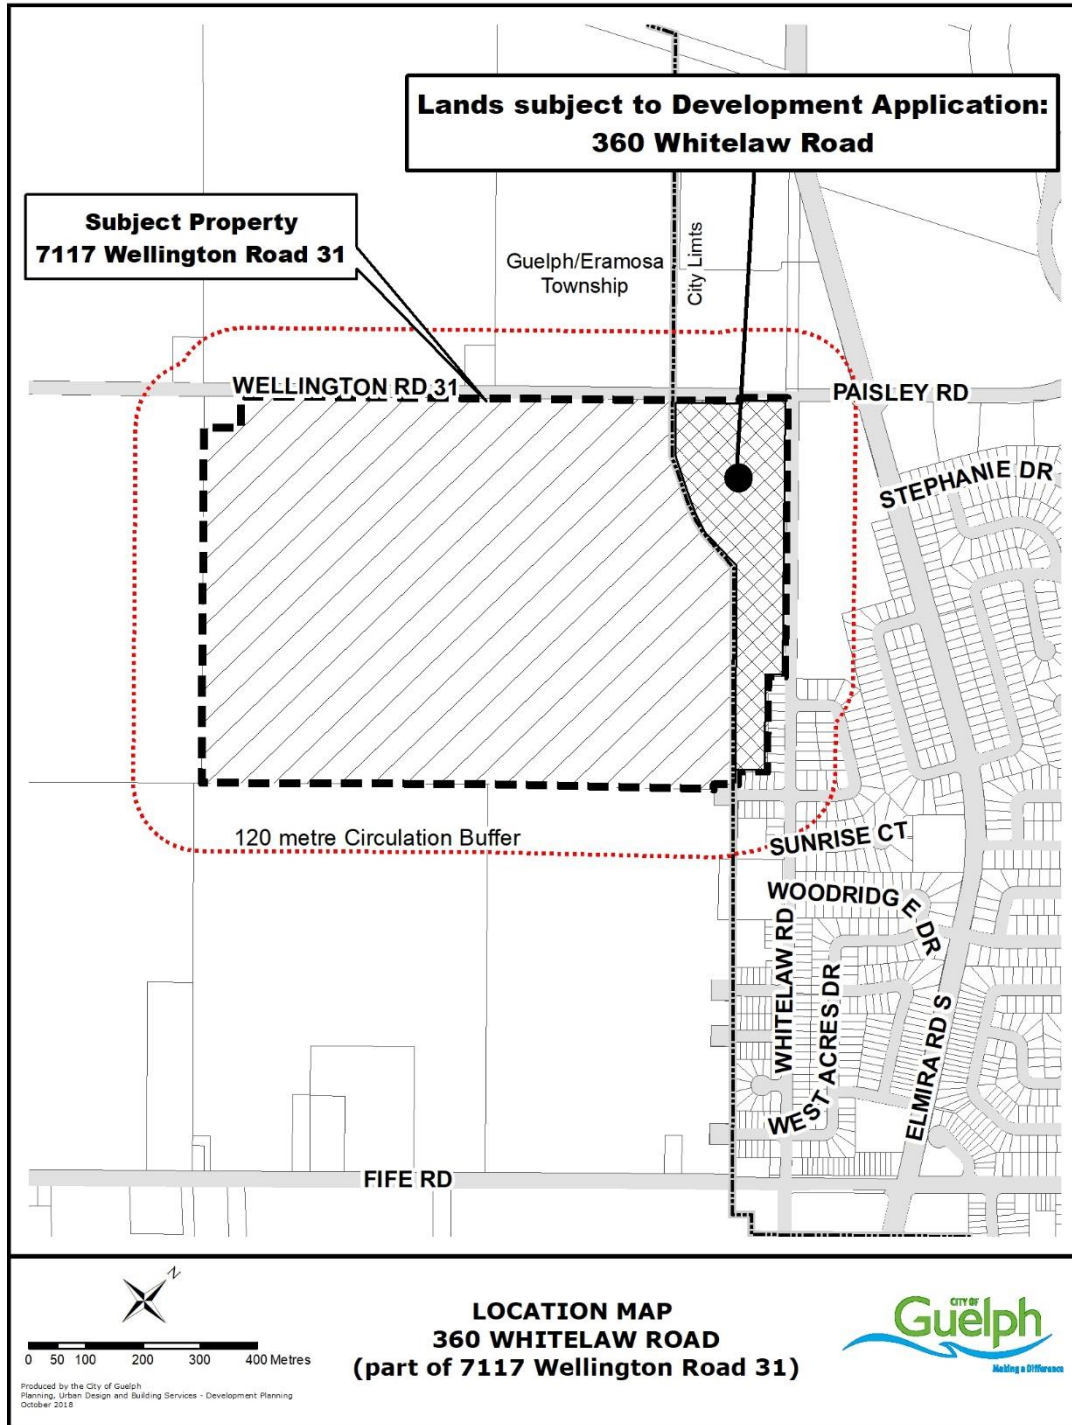 Lands subject to Development Application:
360 Whitelaw Road
Subject Property
7117 Wellington Road 31
Guelph/Eramosa
Township
City Limts
WELLINGTON RD 31
PAISLEY RD
STEPHANIE DR
120 metre Circulation Buffer
SUNRISE CT
WOODRIDGE DR
WHITELAW RD
WEST ACRES DR
ELMIRA RD S
FIFE RD
N
0 50 100 200 300 400 Metres
Produced by the City of Guelph
Planning, Urban Design and Building Services - Development Planning
October 2018
LOCATION MAP
360 WHITELAW ROAD
(part of 7117 Wellington Road 31)
CITY OF
Guelph
Making a Difference